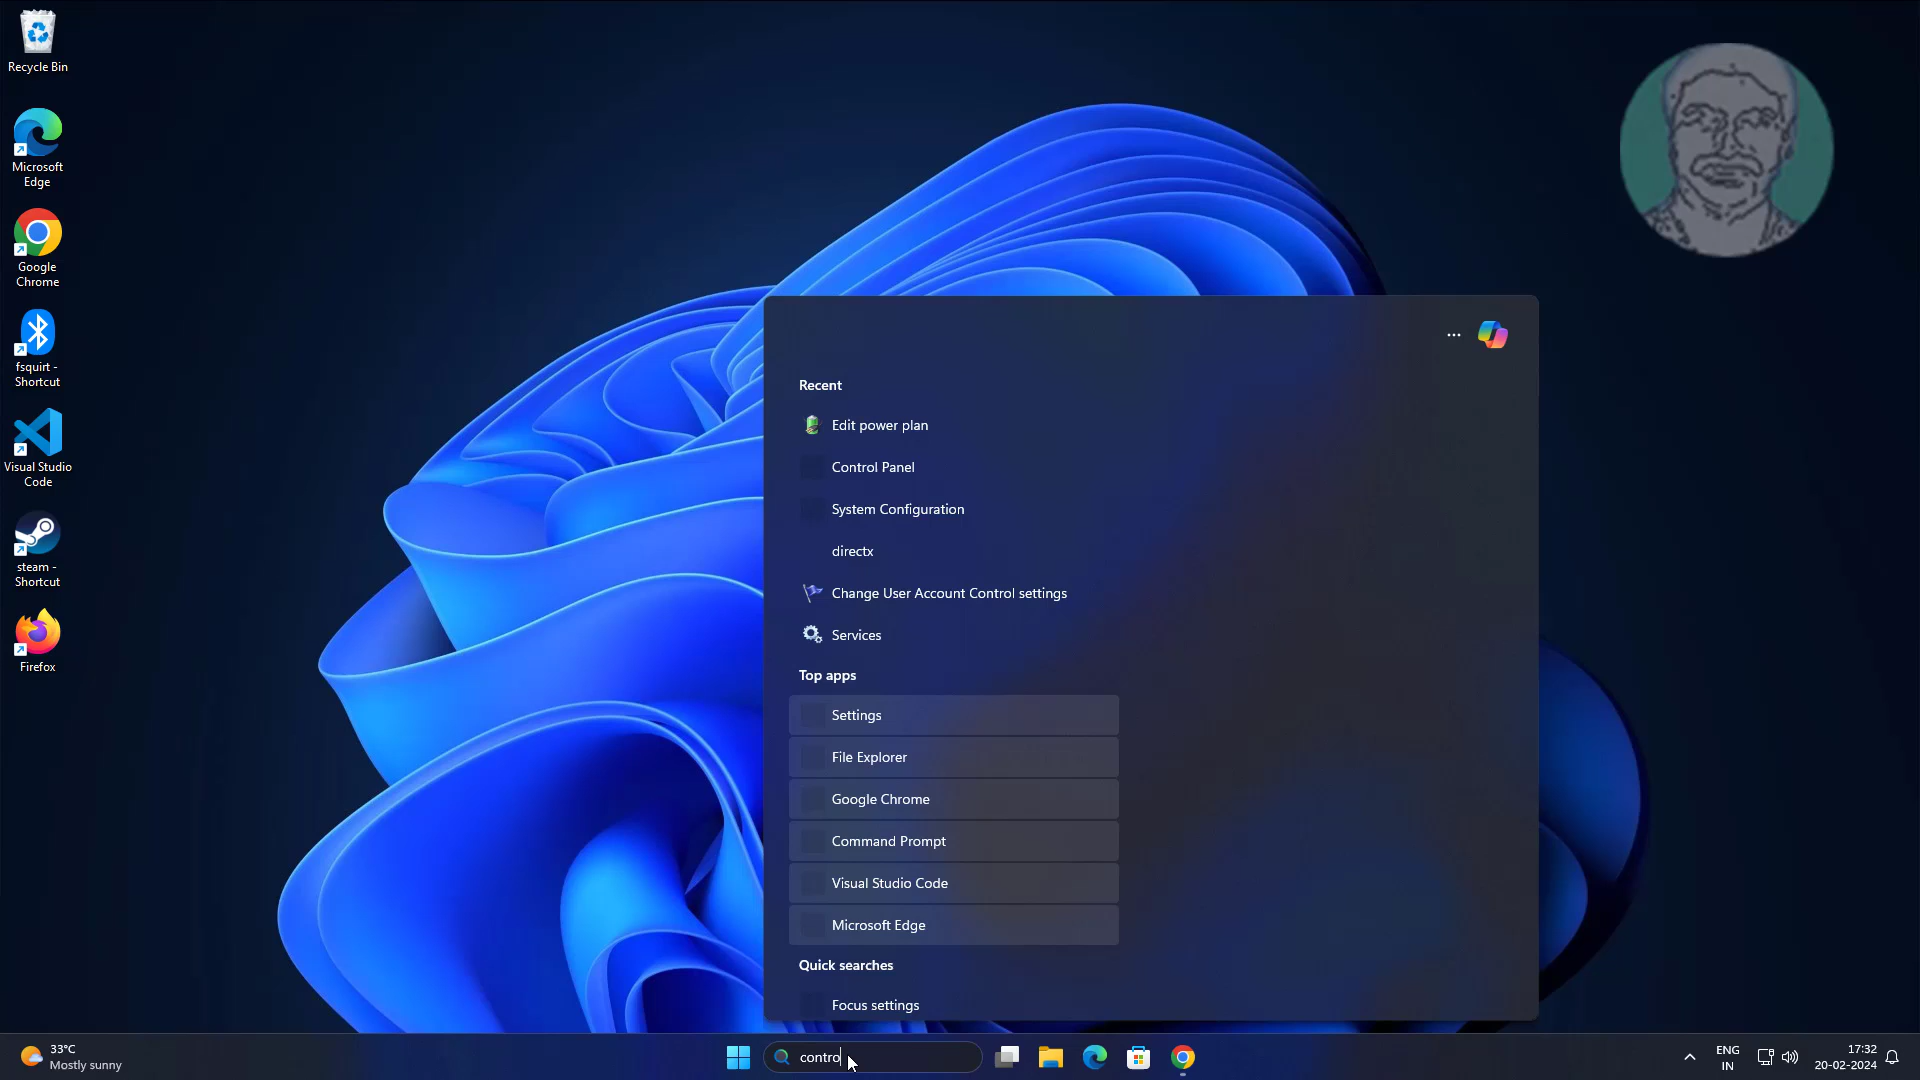 Recycle Bin
Microsoft
Edge
Google
Chrome
fsquirt -
Shortcut
Visual Studio
Code
steam -
Shortcut
Firefox
Recent
Edit power plan
Control Panel
System Configuration
directx
Change User Account Control settings
Services
Top apps
Settings
File Explorer
Google Chrome
Command Prompt
Visual Studio Code
Microsoft Edge
Quick searches
Focus settings
33°C
Mostly sunny
contro
ENG
IN
17:32
20-02-2024